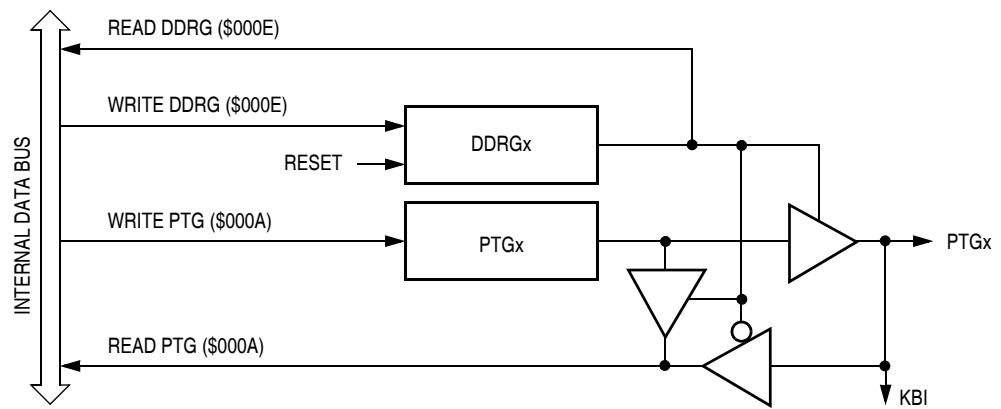 READ DDRG ($000E)
WRITE DDRG ($000E)
RESET
DDRGx
INTERNAL DATA BUS
WRITE PTG ($000A)
PTGx
PTGx
READ PTG ($000A)
KBI